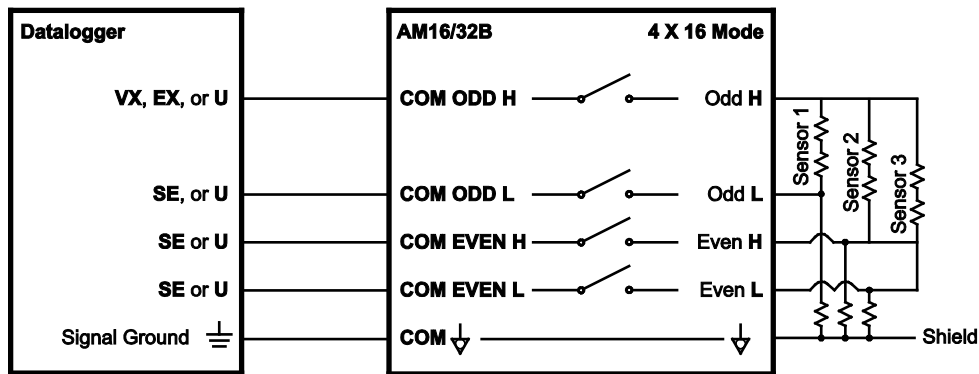 Datalogger
AM16/32B 4 X 16 Mode
VX, EX, or U COM ODD H Odd H
Sensor 1
Sensor 2
Sensor 3
SE, or U COM ODD L Odd L
SE or U COM EVEN H Even H
SE or U COM EVEN L Even L
Signal Ground COM Shield